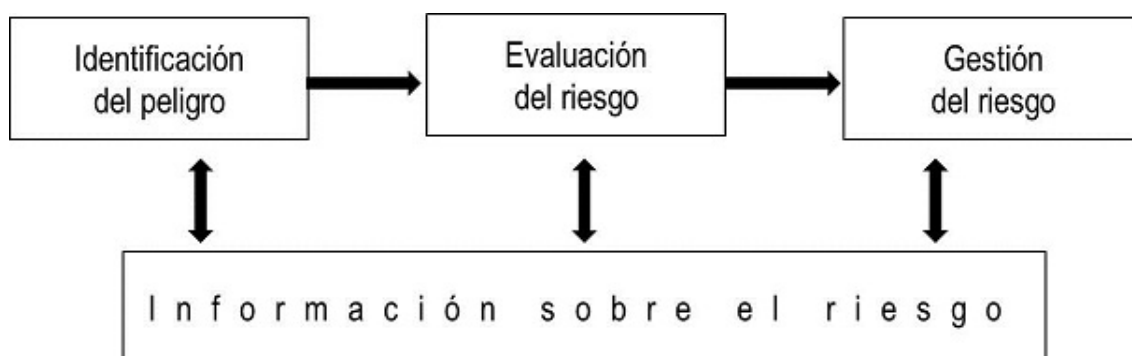 Identificación
del peligro
Evaluación
del riesgo
Gestión
del riesgo
Información sobre el riesgo